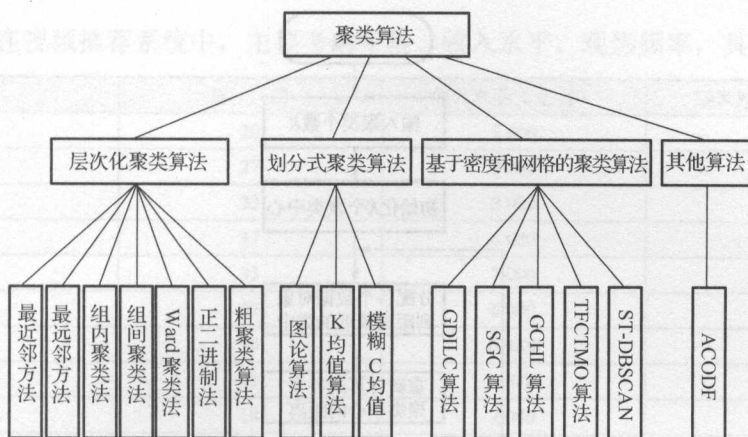 聚类算法
层次化聚类算法
划分式聚类算法
基于密度和网格的聚类算法
其他算法
最近邻方法
最远邻方法
组内聚类法
组间聚类法
Ward聚类法
正二进制法
粗聚类算法
图论算法
均值算法
模糊C均值
GDILC算法
SGC算法
GCHL算法
TFCTMO算法
ST-DBSCAN
ACODF